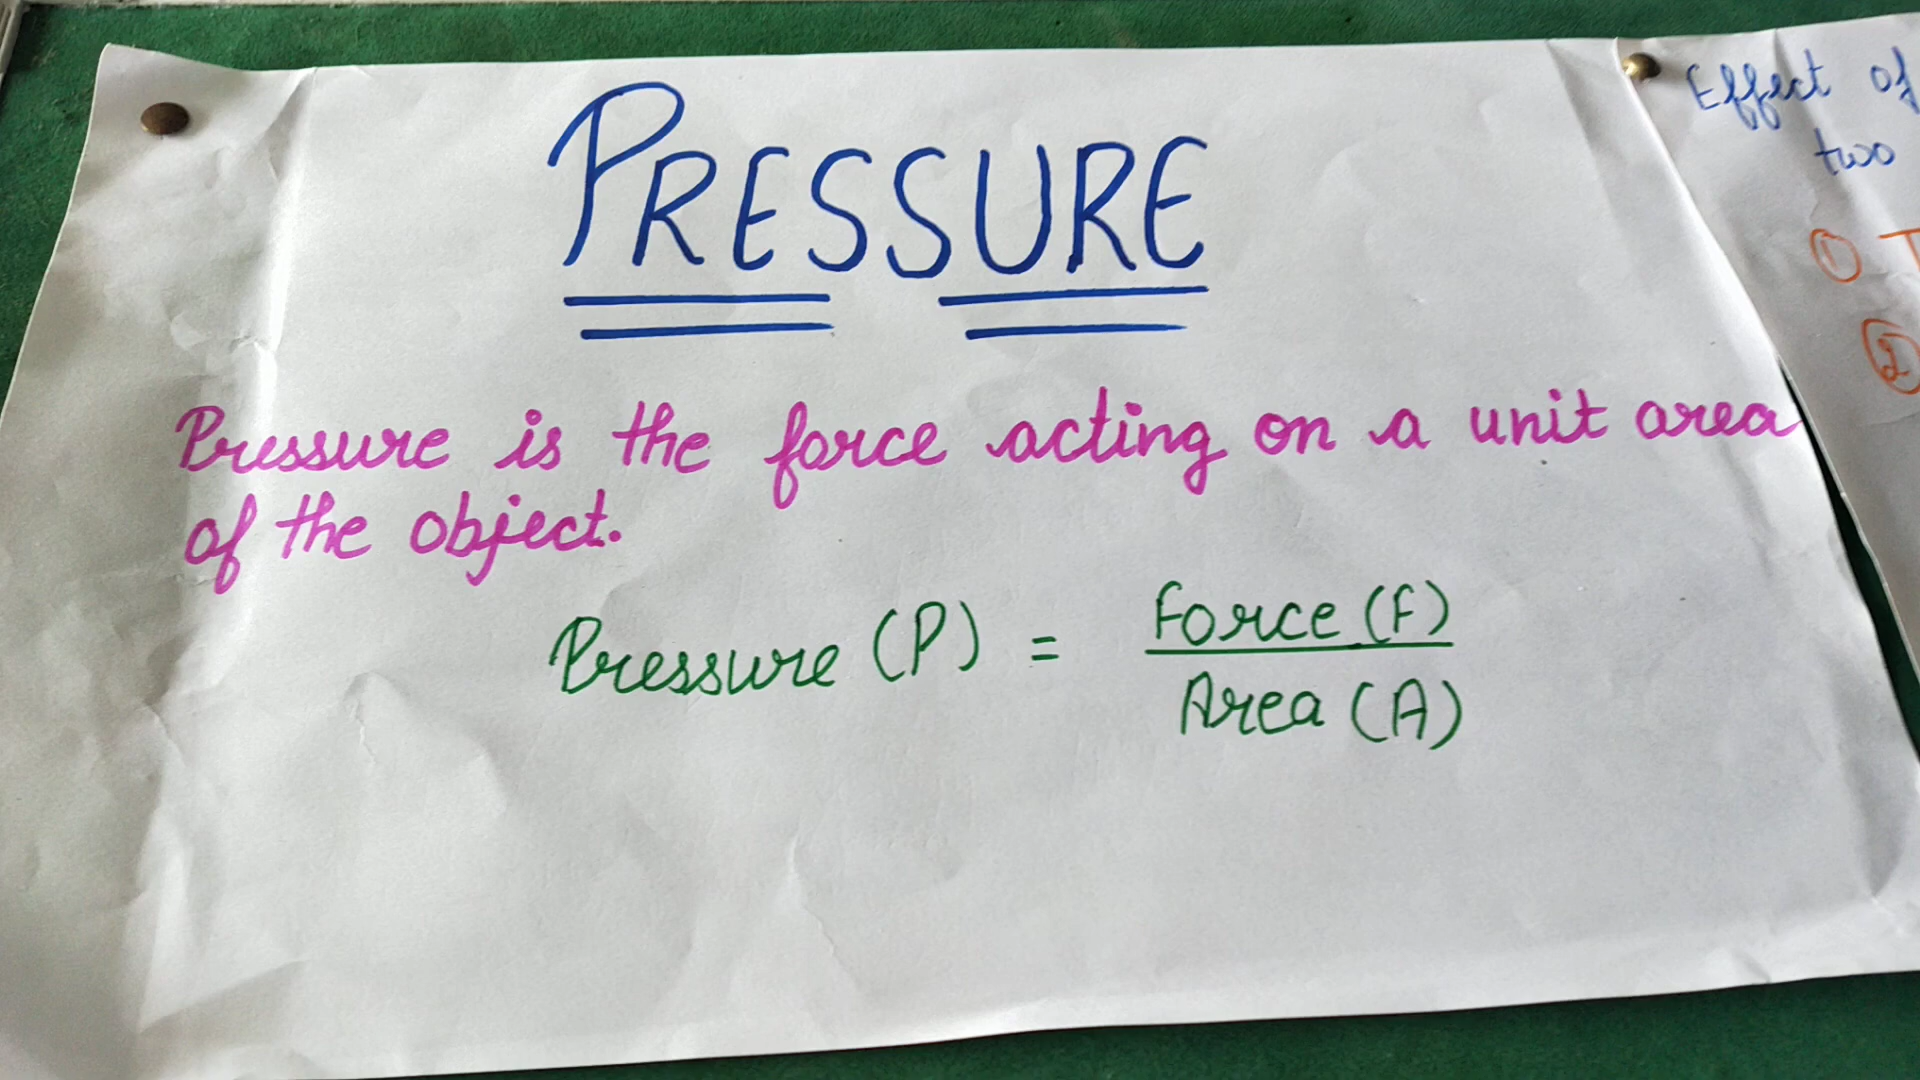 PRESSURE
Pressure is the force acting on a unit area
of the object.
Pressure (P) = Force (F)
Area (A)
Effect of
two
①
②